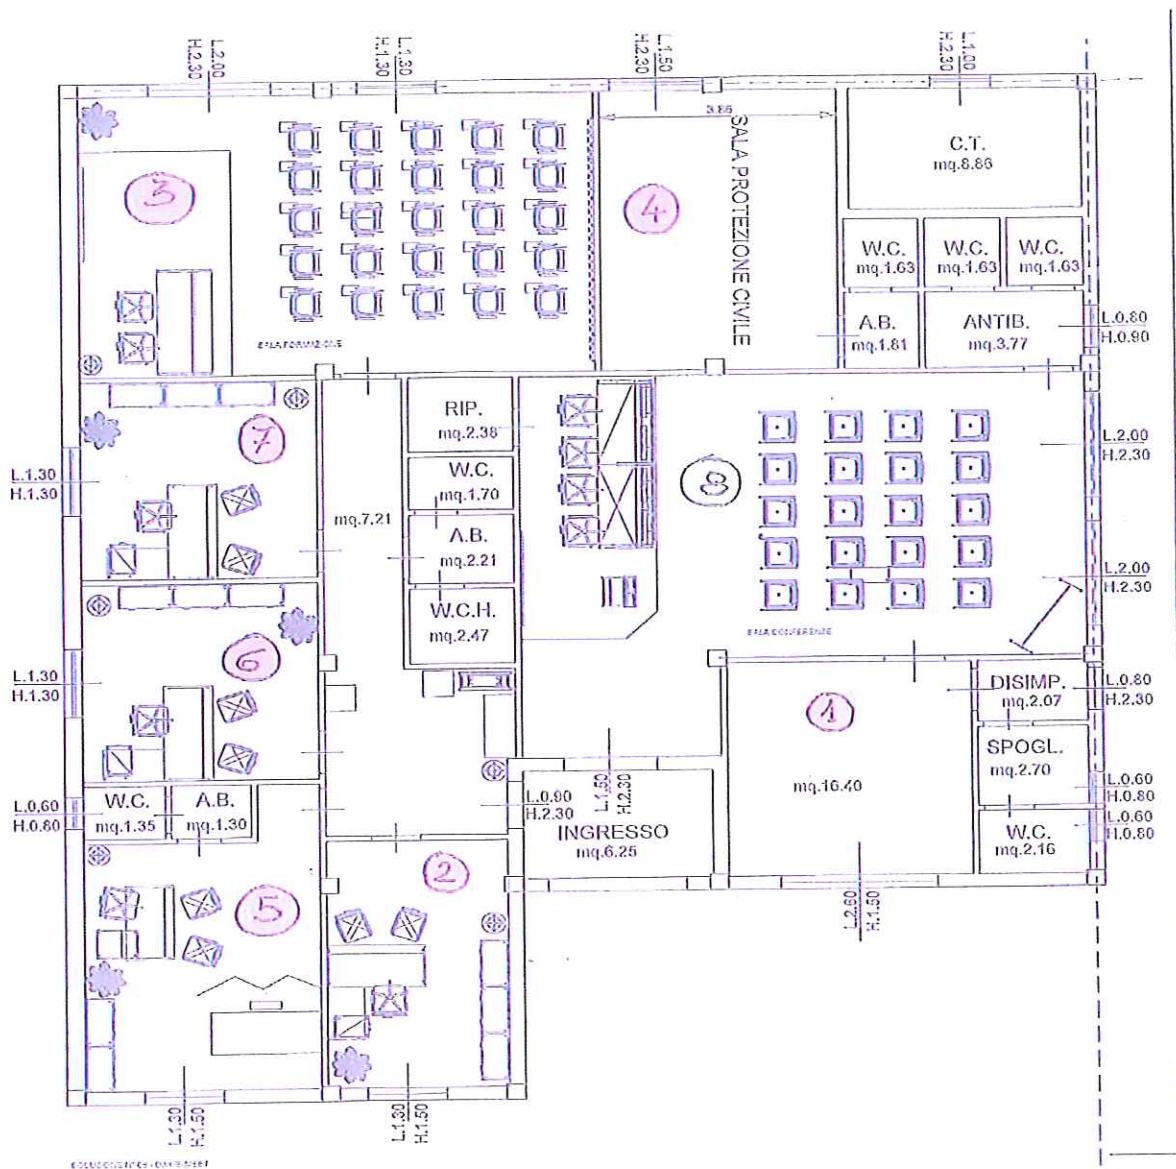 L.2.00
H.2.30
L.1.30
H.1.30
L.1.50
H.2.30
L.1.00
H.2.30
3.86
SALA PROTEZIONE CIVILE
3
4
C.T.
mq.8.86
W.C.
mq.1.63
W.C.
mq.1.63
W.C.
mq.1.63
A.B.
mq.1.81
ANTIB.
mq.3.77
L.0.80
H.0.90
SALA FORMAZIONE
7
RIP.
mq.2.38
W.C.
mq.1.70
mq.7.21
A.B.
mq.2.21
W.C.H.
mq.2.47
8
L.2.00
H.2.30
L.1.30
H.1.30
L.2.00
H.2.30
SALA CONFERENZE
6
L.1.30
H.1.30
1
mq.16.40
DISIMP.
mq.2.07
L.0.80
H.2.30
SPOGL.
mq.2.70
L.0.60
H.0.80
W.C.
mq.2.16
L.0.60
H.0.80
L.0.60
H.0.80
W.C.
mq.1.35
A.B.
mq.1.30
L.0.90
H.2.30
L.1.50
H.2.30
INGRESSO
mq.6.25
2
5
L.2.60
H.1.50
L.1.30
H.1.50
L.1.30
H.1.50